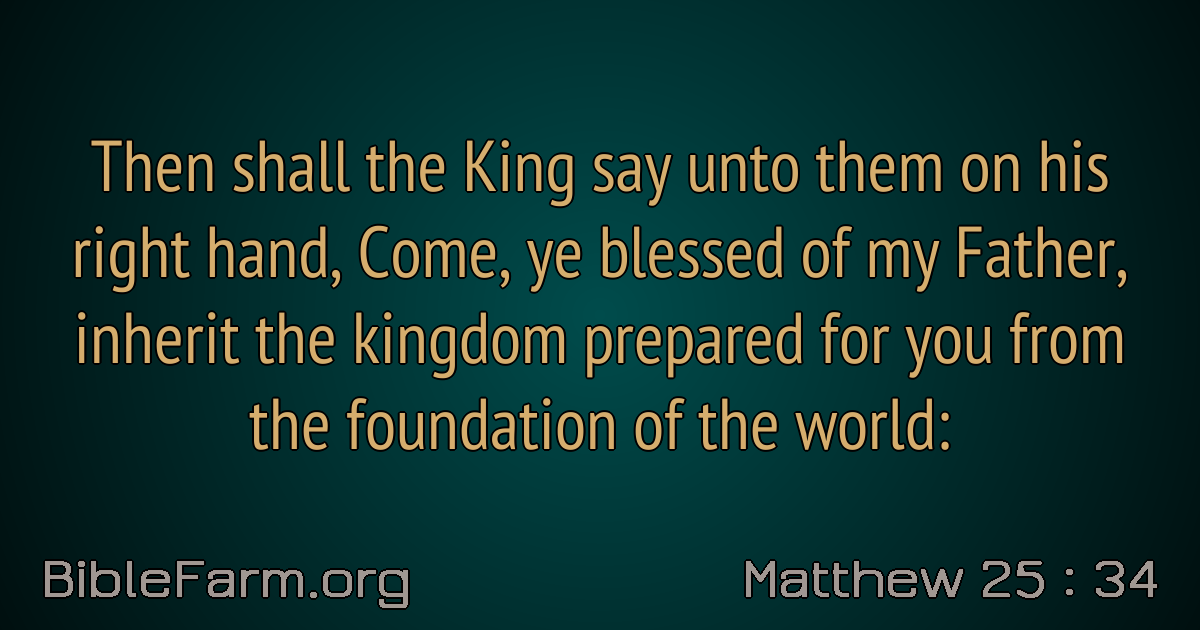 Then shall the King say unto them on his
right hand, Come, ye blessed of my Father,
inherit the kingdom prepared for you from
the foundation of the world:
BibleFarm.org
Matthew 25 : 34